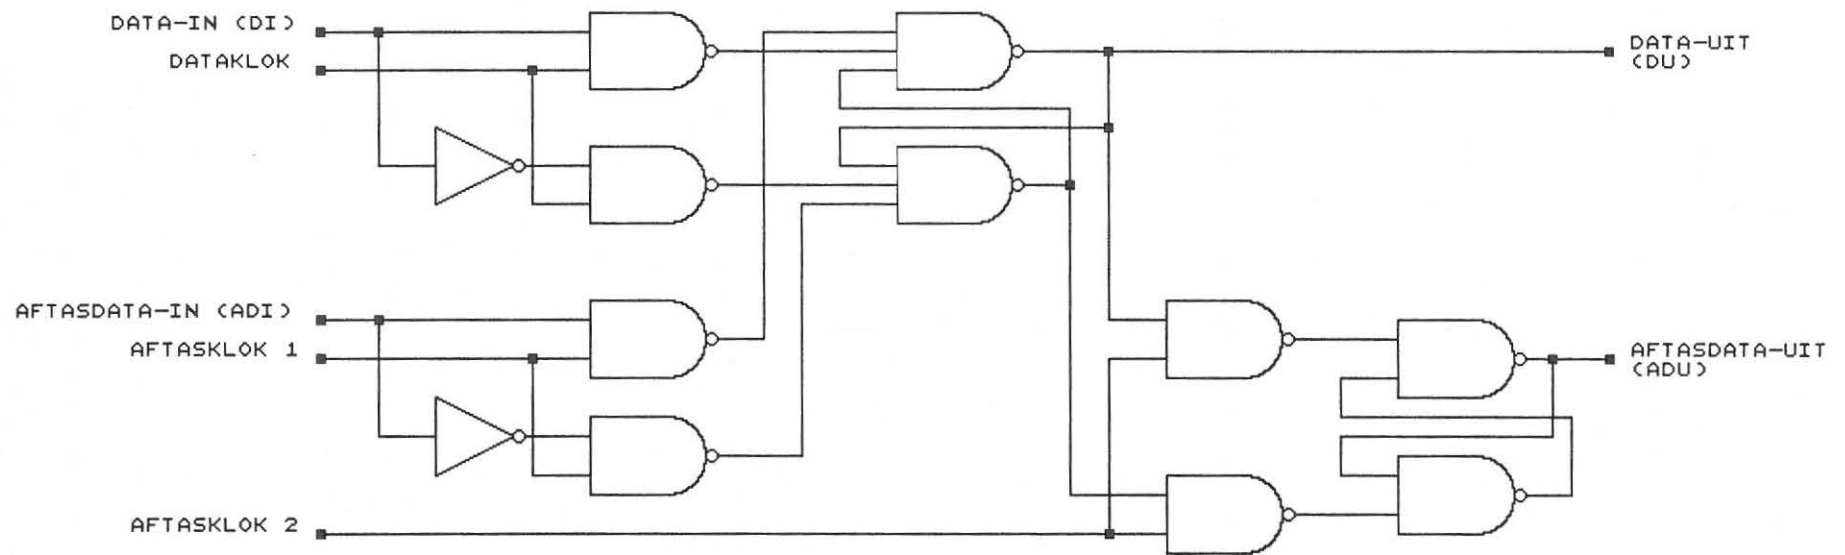 DATA-IN (DI)
DATAKLOK
DATA-UIT
(DU)
AFTASDATA-IN (ADI)
AFTASKLOK 1
AFTASDATA-UIT
(ADU)
AFTASKLOK 2